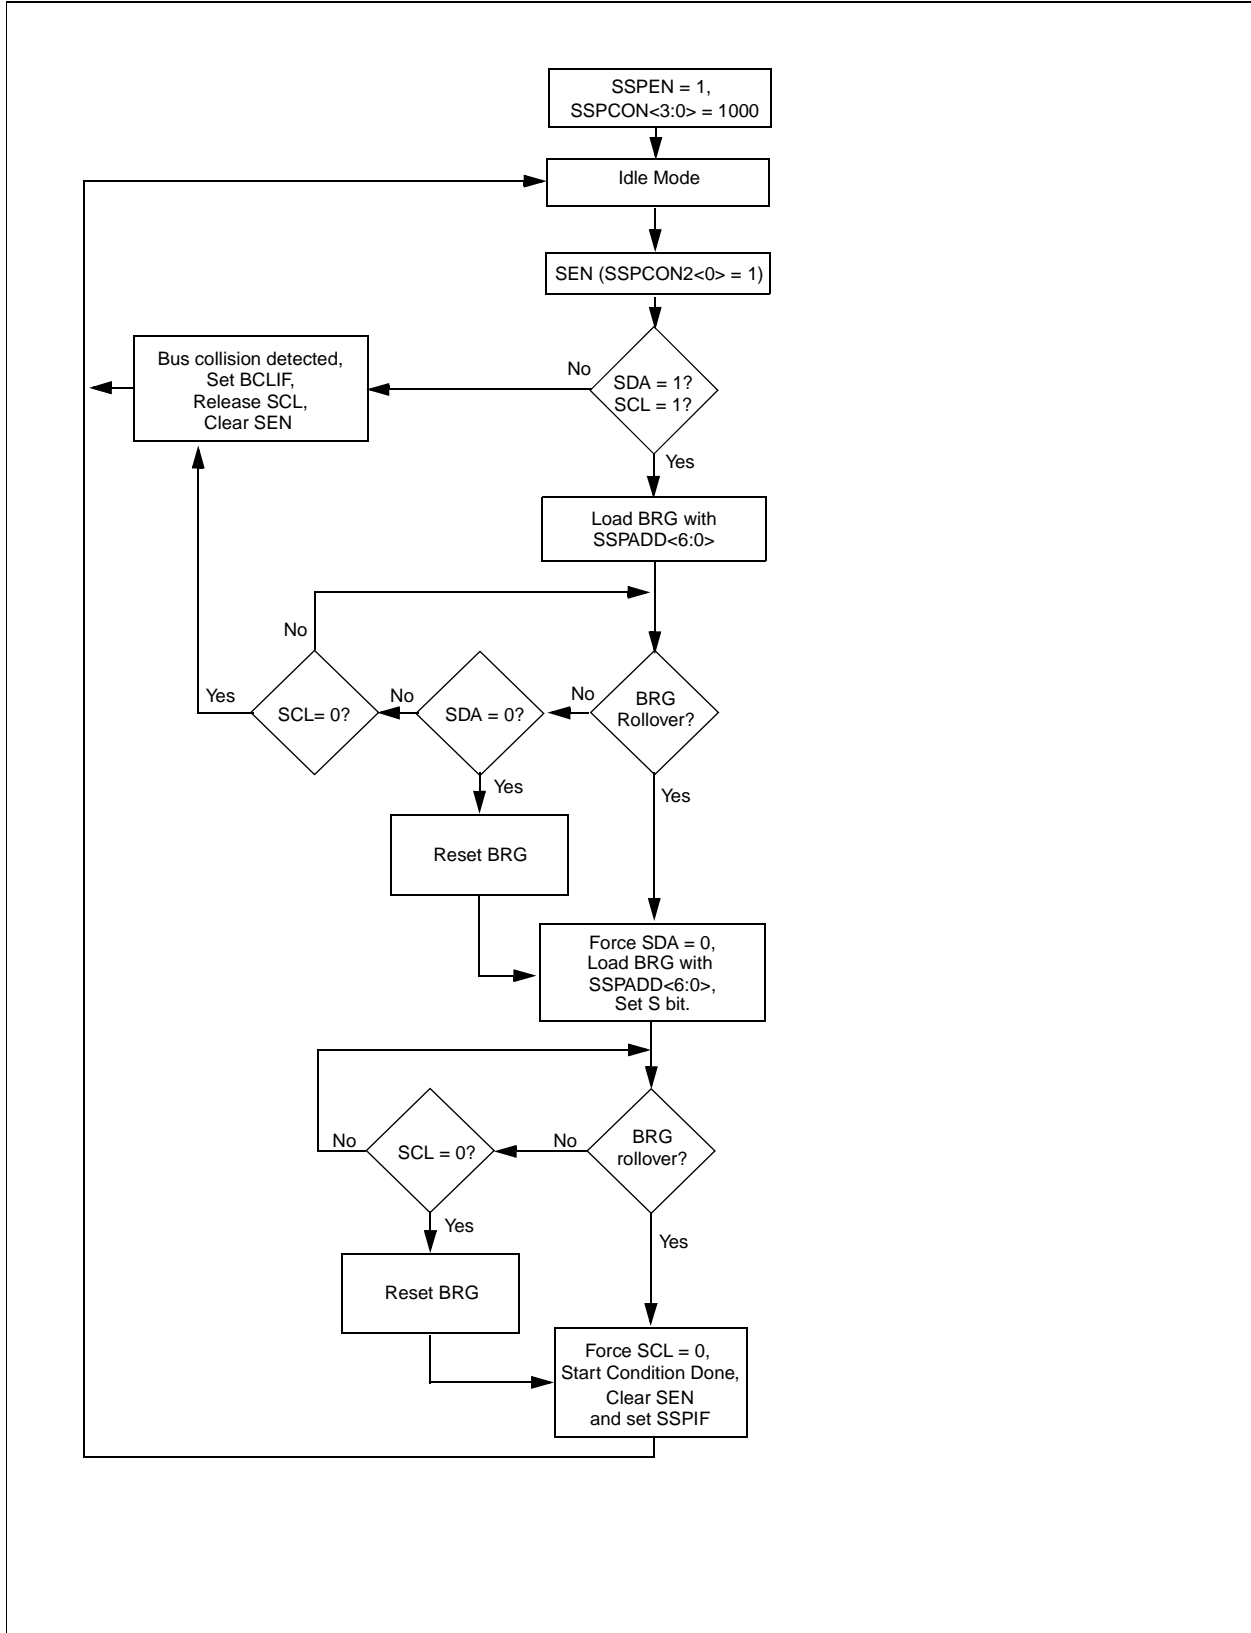 SSPEN = 1,
SSPCON<3:0> = 1000
Idle Mode
SEN (SSPCON2<0> = 1)
Bus collision detected,
Set BCLIF,
Release SCL,
Clear SEN
No
SDA = 1?
SCL = 1?
Yes
Load BRG with
SSPADD<6:0>
No
Yes
SCL= 0?
No
SDA = 0?
No
BRG
Rollover?
Yes
Yes
Reset BRG
Force SDA = 0,
Load BRG with
SSPADD<6:0>,
Set S bit.
No
SCL = 0?
No
BRG
rollover?
Yes
Yes
Reset BRG
Force SCL = 0,
Start Condition Done,
Clear SEN
and set SSPIF